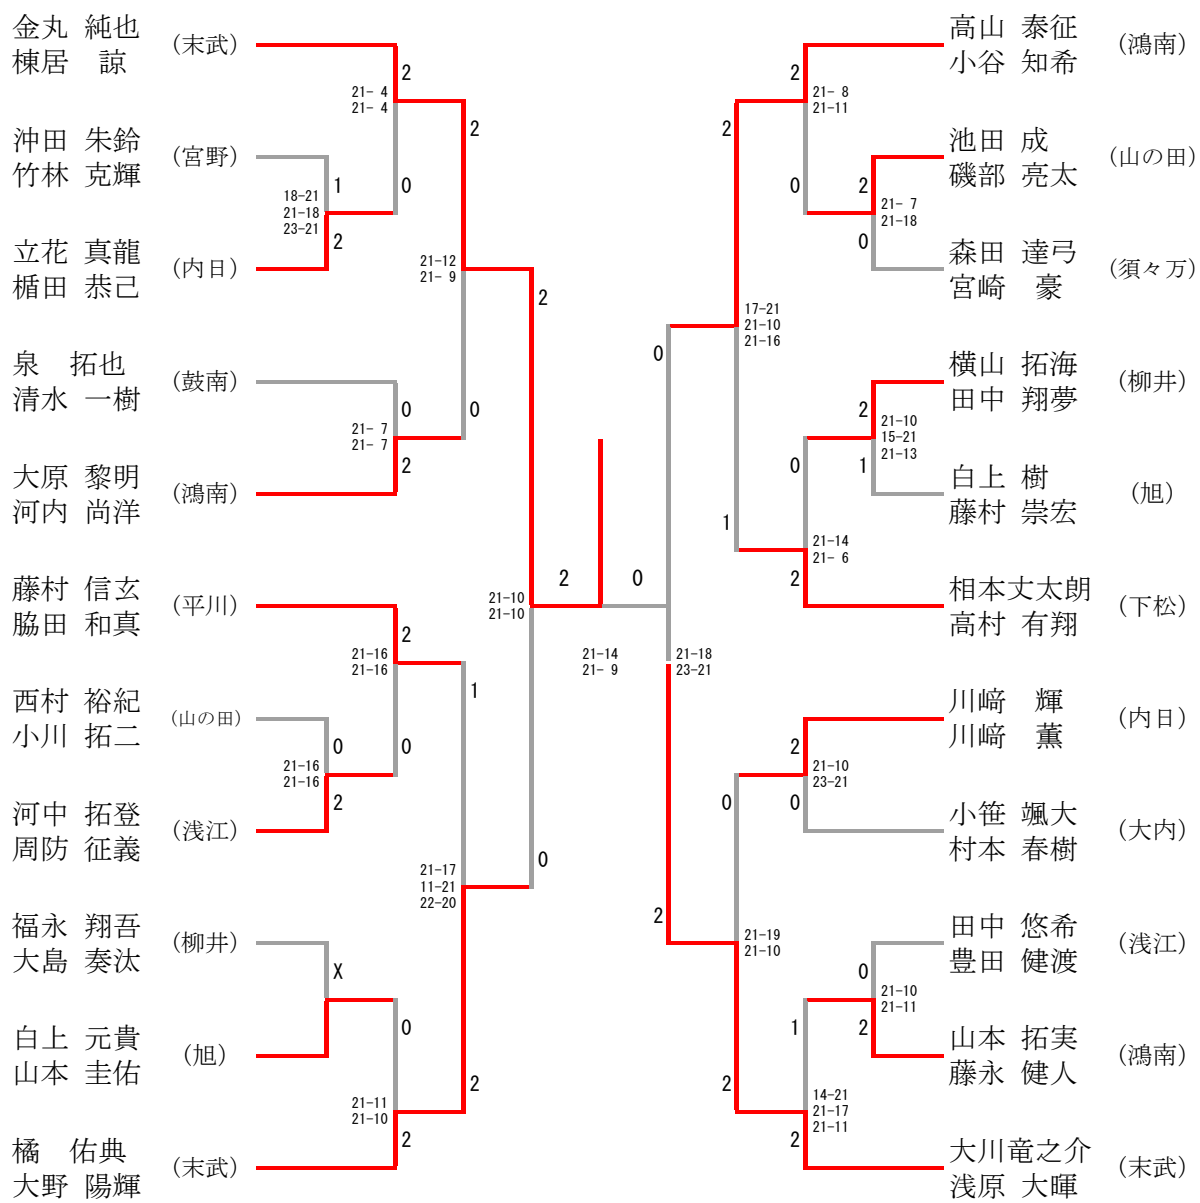 金丸 純也
棟居 諒
(末武)
沖田 朱鈴
竹林 克輝
(宮野)
立花 真龍
楯田 恭己
(内日)
泉 拓也
清水 一樹
(鼓南)
大原 黎明
河内 尚洋
(鴻南)
藤村 信玄
脇田 和真
(平川)
西村 裕紀
小川 拓二
(山の田)
河中 拓登
周防 征義
(浅江)
福永 翔吾
大島 奏汰
(柳井)
白上 元貴
山本 圭佑
(旭)
橘 佑典
大野 陽輝
(末武)
2
21- 4
21- 4
0
1
18-21
21-18
23-21
2
2
21-12
21- 9
0
0
21- 7
21- 7
2
2
21-10
21-10
0
2
21-16
21-16
0
0
21-16
21-16
2
1
21-17
11-21
22-20
2
X
0
21-11
21-10
2
2
0
21-14
21- 9
高山 泰征
小谷 知希
(鴻南)
池田 成
磯部 亮太
(山の田)
森田 達弓
宮崎 豪
(須々万)
横山 拓海
田中 翔夢
(柳井)
白上 樹
藤村 崇宏
(旭)
相本丈太朗
高村 有翔
(下松)
川﨑 輝
川﨑 薫
(内日)
小笹 颯大
村本 春樹
(大内)
田中 悠希
豊田 健渡
(浅江)
山本 拓実
藤永 健人
(鴻南)
大川竜之介
浅原 大暉
(末武)
2
21- 8
21-11
0
2
21- 7
21-18
0
2
17-21
21-10
21-16
1
2
21-10
15-21
21-13
1
0
21-14
21- 6
2
0
21-18
23-21
2
2
21-10
23-21
0
0
21-19
21-10
2
0
21-10
21-11
2
1
14-21
21-17
21-11
2